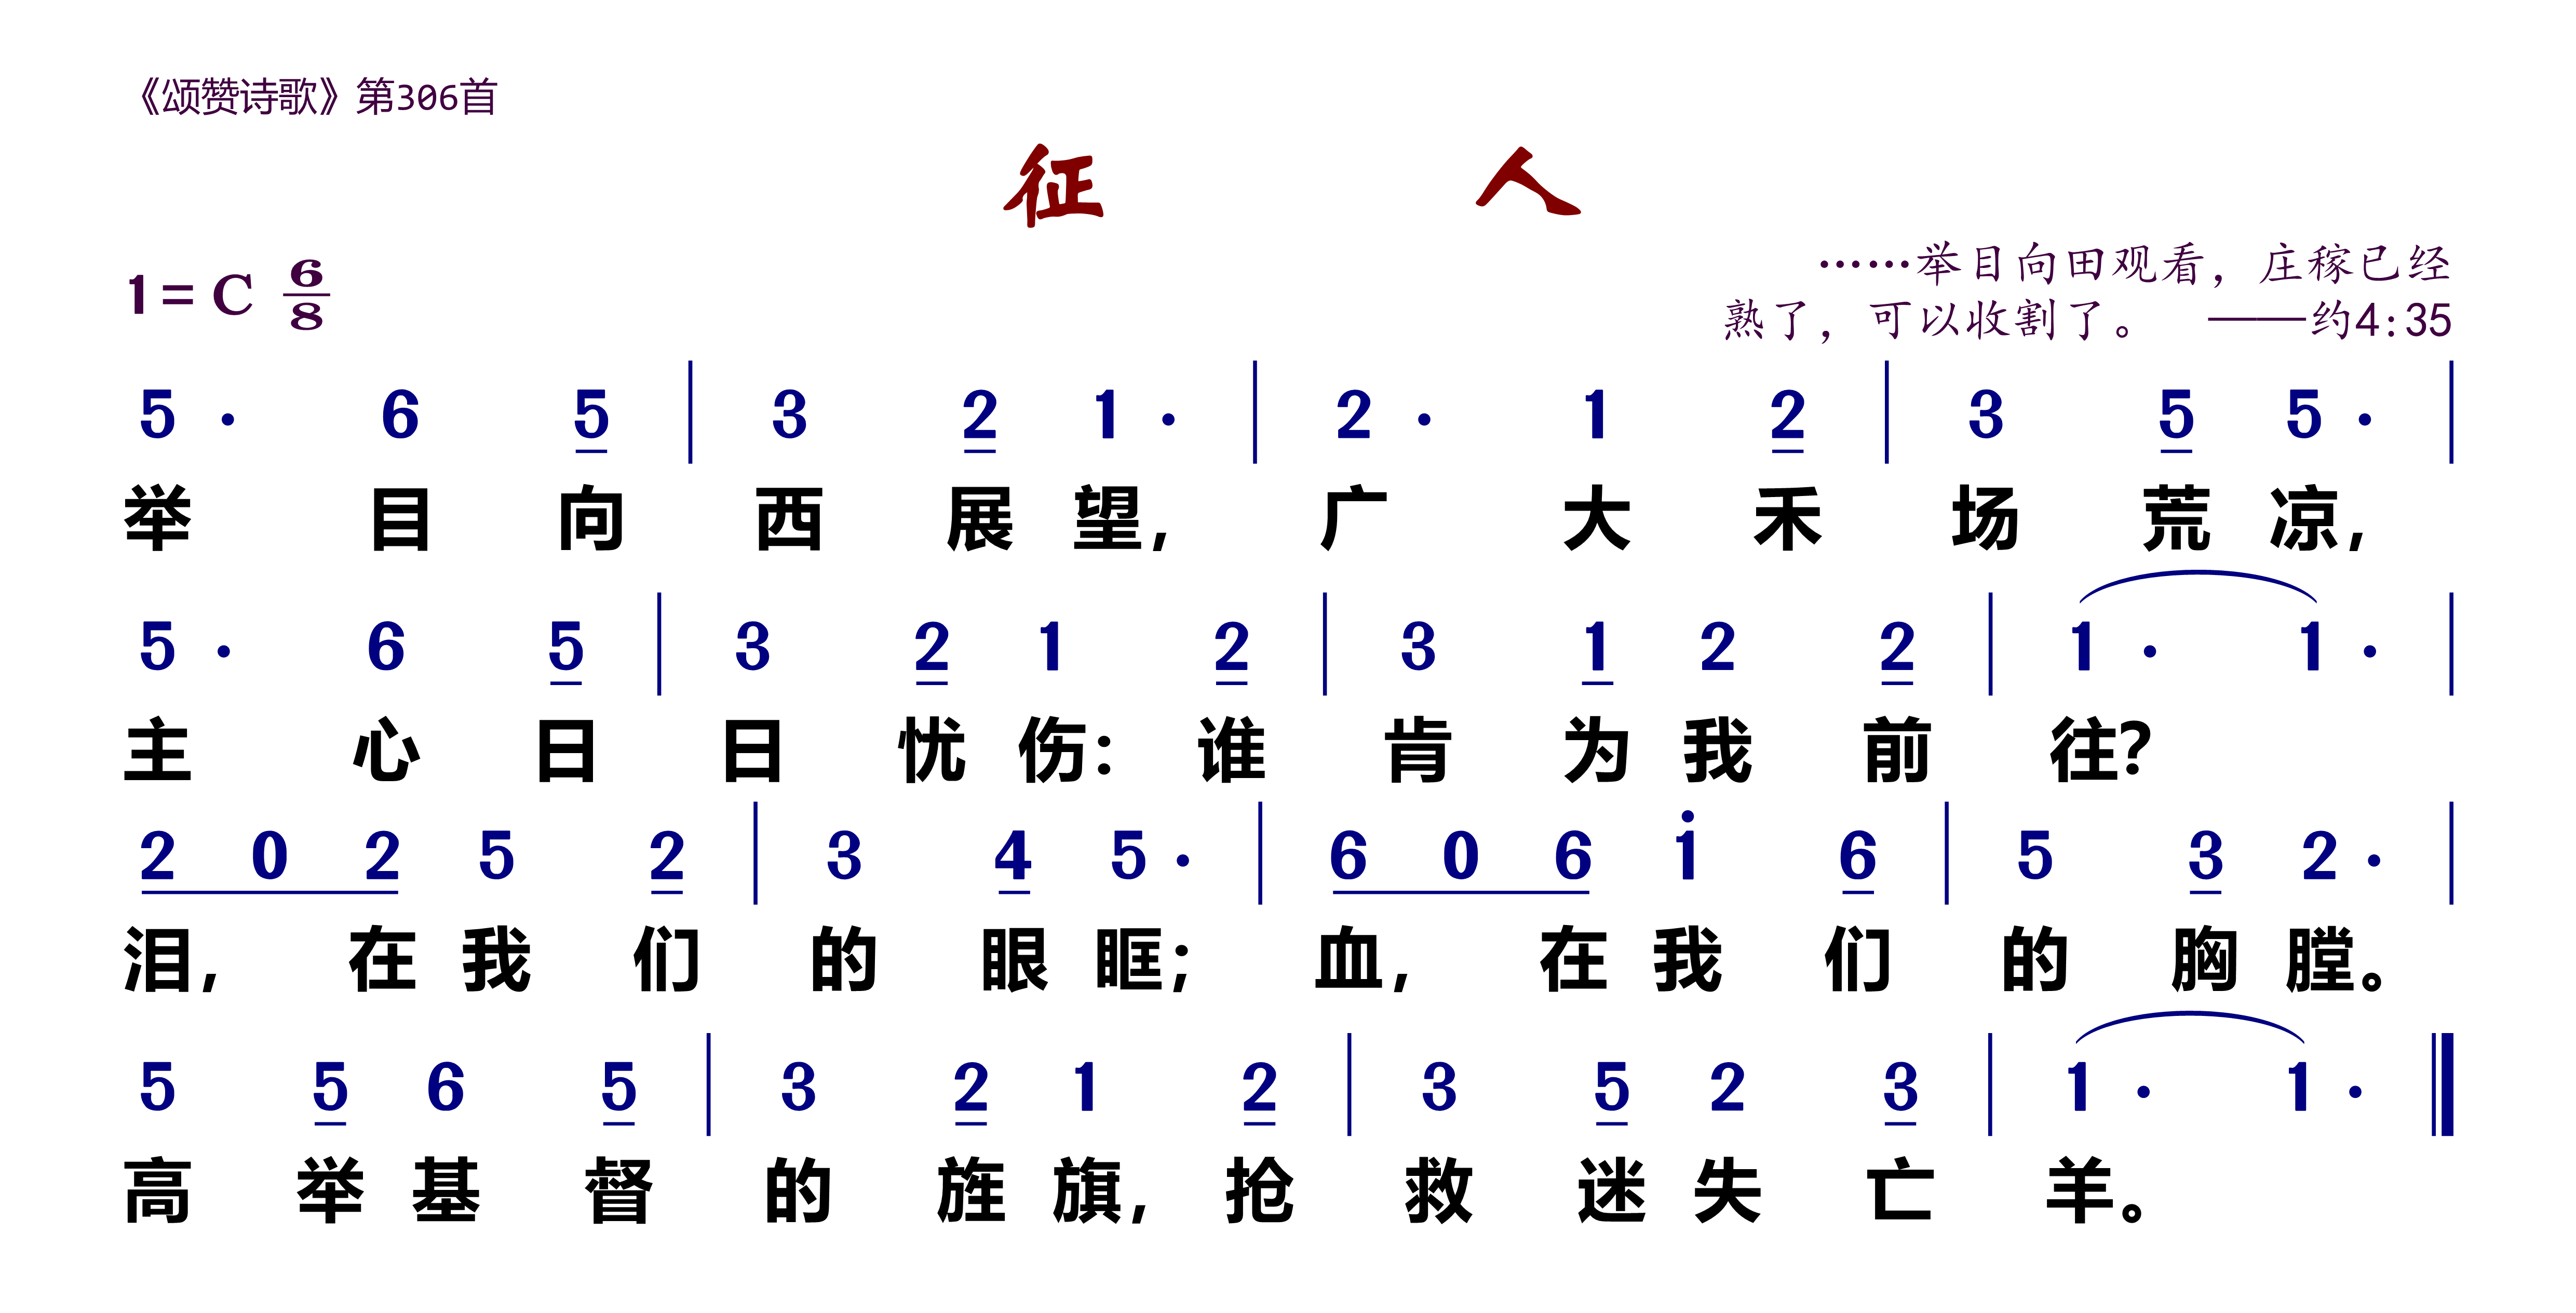 《颂赞诗歌》第306首
征 人
1= C 6/8
……举目向田观看，庄稼已经
熟了，可以收割了。 ——约4:35
5 · 6 5 | 3 2 1 · | 2 · 1 2 | 3 5 5 · |
举 目 向 西 展 望， 广 大 禾 场 荒 凉，
5 · 6 5 | 3 2 1 2 | 3 1 2 2 | 1 · 1 · |
主 心 日 日 忧 伤： 谁 肯 为 我 前 往？
2 0 2 5 2 | 3 4 5 · | 6 0 6 1̇ 6 | 5 3 2 · |
泪， 在 我 们 的 眼 眶； 血， 在 我 们 的 胸 膛。
5 5 6 5 | 3 2 1 2 | 3 5 2 3 | 1 · 1 · ‖
高 举 基 督 的 旌 旗， 抢 救 迷 失 亡 羊。